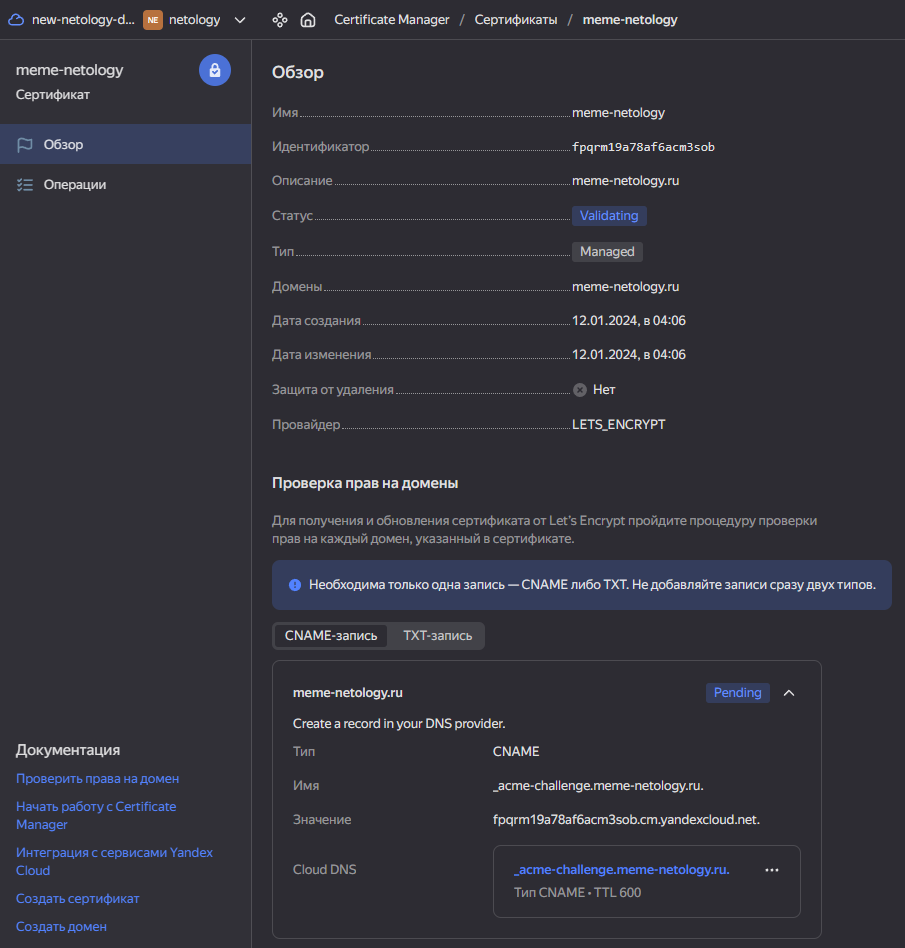 new-netology-d... NE netology Certificate Manager / Сертификаты / meme-netology
meme-netology
Сертификат
Обзор
Операции
Документация
Проверить права на домен
Начать работу с Certificate
Manager
Интеграция с сервисами Yandex
Cloud
Создать сертификат
Создать домен
Обзор
Имя meme-netology
Идентификатор fpqrm19a78af6acm3sob
Описание meme-netology.ru
Статус Validating
Тип Managed
Домены meme-netology.ru
Дата создания 12.01.2024, в 04:06
Дата изменения 12.01.2024, в 04:06
Защита от удаления Нет
Провайдер LETS_ENCRYPT
Проверка прав на домены
Для получения и обновления сертификата от Let's Encrypt пройдите процедуру проверки
прав на каждый домен, указанный в сертификате.
Необходима только одна запись — CNAME либо TXT. Не добавляйте записи сразу двух типов.
CNAME-запись TXT-запись
meme-netology.ru Pending
Create a record in your DNS provider.
Тип CNAME
Имя _acme-challenge.meme-netology.ru.
Значение fpqrm19a78af6acm3sob.cm.yandexcloud.net.
Cloud DNS _acme-challenge.meme-netology.ru.
Тип CNAME • TTL 600